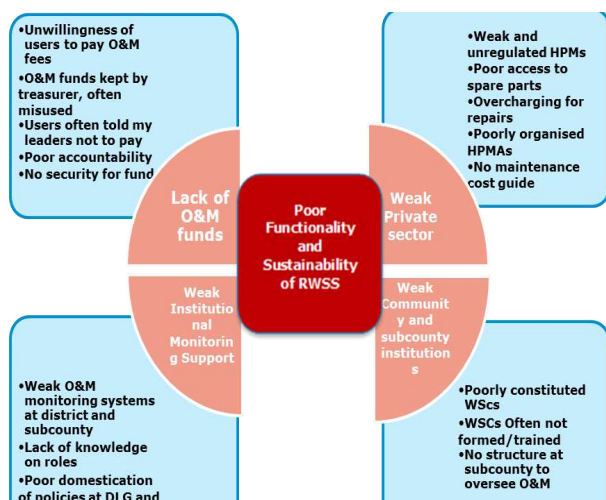 •Unwillingness of
users to pay O&M
fees
•O&M funds kept by
treasurer, often
misused
•Users often told my
leaders not to pay
•Poor accountability
•No security for fund
•Weak and
unregulated HPMs
•Poor access to
spare parts
•Overcharging for
repairs
•Poorly organised
HPMAs
•No maintenance
cost guide
Lack of
O&M
funds
Poor
Functionality
and
Sustainability
of RWSS
Weak
Private
sector
Weak
Institutio
nal
Monitorin
g Support
Weak
Communit
y and
subcounty
institution
s
•Weak O&M
monitoring systems
at district and
subcounty
•Lack of knowledge
on roles
•Poor domestication
of policies at DLG and
•Poorly constituted
WScs
•WSCs Often not
formed/trained
•No structure at
subcounty to
oversee O&M